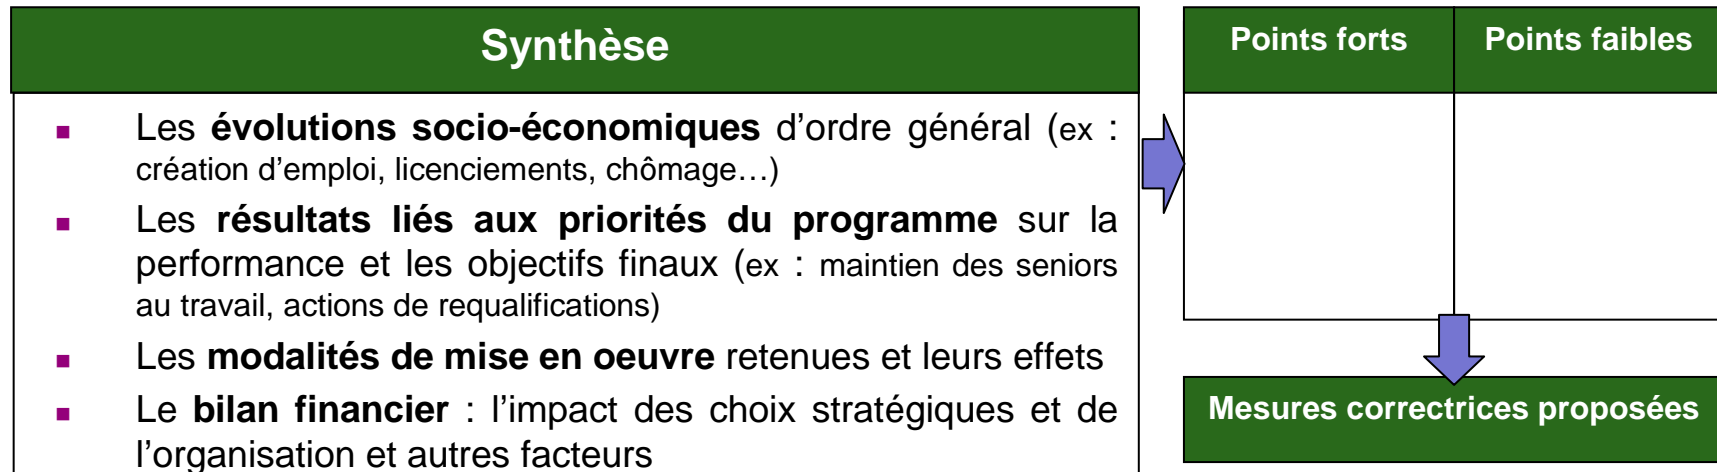 Synthèse
Les évolutions socio-économiques d’ordre général (ex :
création d’emploi, licenciements, chômage…)
Les résultats liés aux priorités du programme sur la
performance et les objectifs finaux (ex : maintien des seniors
au travail, actions de requalifications)
Les modalités de mise en oeuvre retenues et leurs effets
Le bilan financier : l’impact des choix stratégiques et de
l’organisation et autres facteurs
Points forts
Points faibles
Mesures correctrices proposées